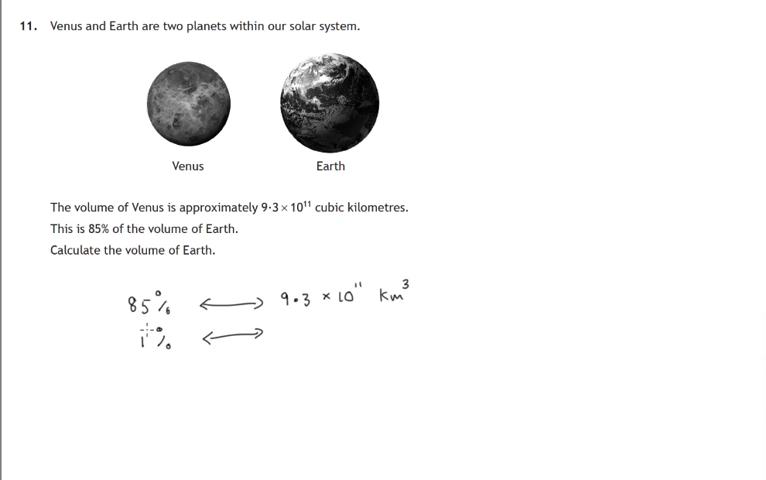 11. Venus and Earth are two planets within our solar system.
Venus Earth
The volume of Venus is approximately 9·3 × 10¹¹ cubic kilometres.
This is 85% of the volume of Earth.
Calculate the volume of Earth.
85% ⟷ 9.3 × 10¹¹ km³
1% ⟷